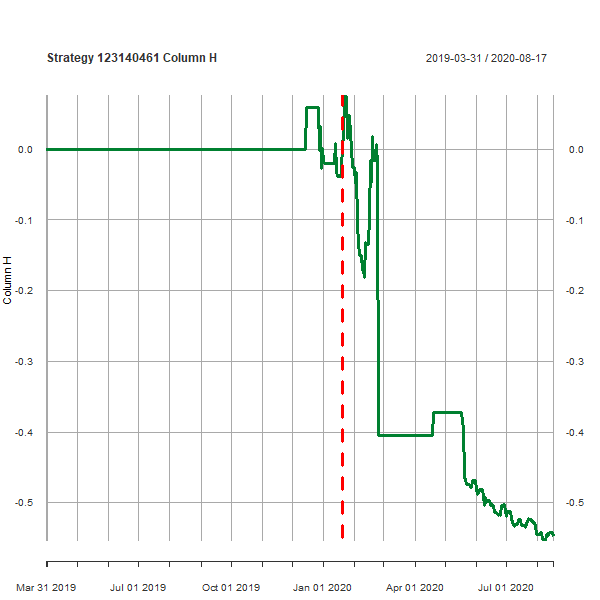 Strategy 123140461 Column H
2019-03-31 / 2020-08-17
0.0
0.0
-0.1
-0.1
-0.2
-0.2
Column H
-0.3
-0.3
-0.4
-0.4
-0.5
-0.5
Mar 31 2019
Jul 01 2019
Oct 01 2019
Jan 01 2020
Apr 01 2020
Jul 01 2020